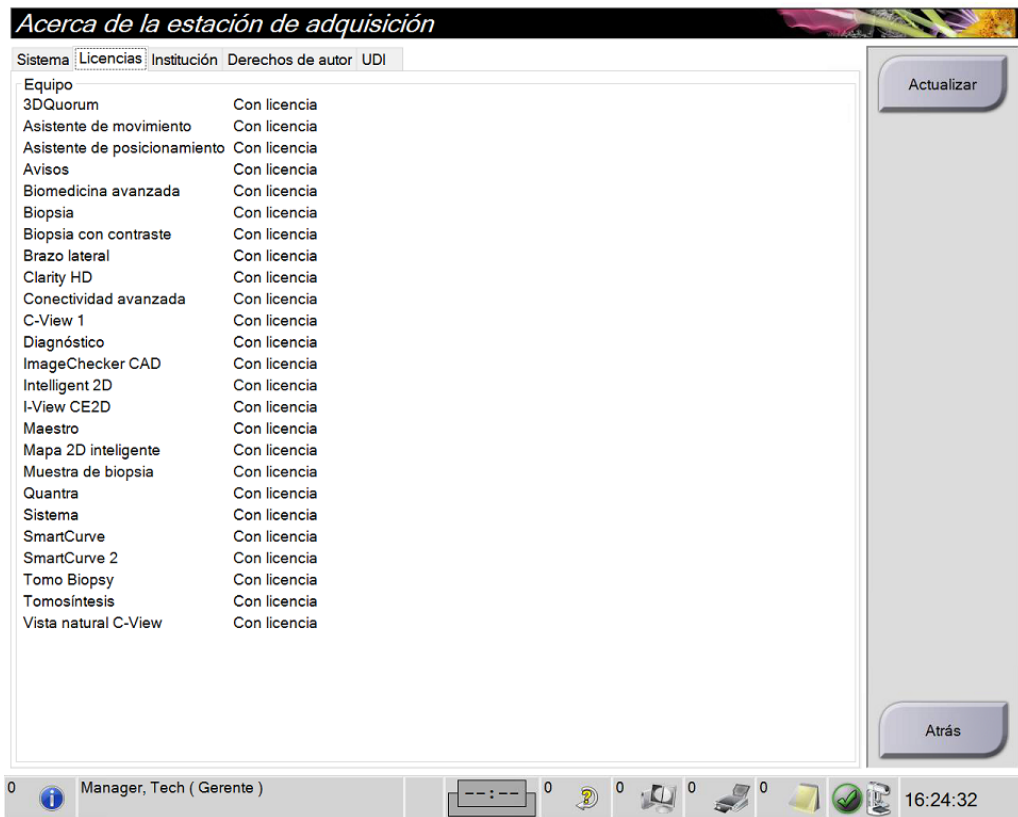 Acerca de la estación de adquisición
Sistema Licencias Institución Derechos de autor UDI
Actualizar
Equipo
3DQuorum Con licencia
Asistente de movimiento Con licencia
Asistente de posicionamiento Con licencia
Avisos Con licencia
Biomedicina avanzada Con licencia
Biopsia Con licencia
Biopsia con contraste Con licencia
Brazo lateral Con licencia
Clarity HD Con licencia
Conectividad avanzada Con licencia
C-View 1 Con licencia
Diagnóstico Con licencia
ImageChecker CAD Con licencia
Intelligent 2D Con licencia
I-View CE2D Con licencia
Maestro Con licencia
Mapa 2D inteligente Con licencia
Muestra de biopsia Con licencia
Quantra Con licencia
Sistema Con licencia
SmartCurve Con licencia
SmartCurve 2 Con licencia
Tomo Biopsy Con licencia
Tomosíntesis Con licencia
Vista natural C-View Con licencia
Atrás
0 Manager, Tech ( Gerente ) --:-- 0 0 0 0 16:24:32